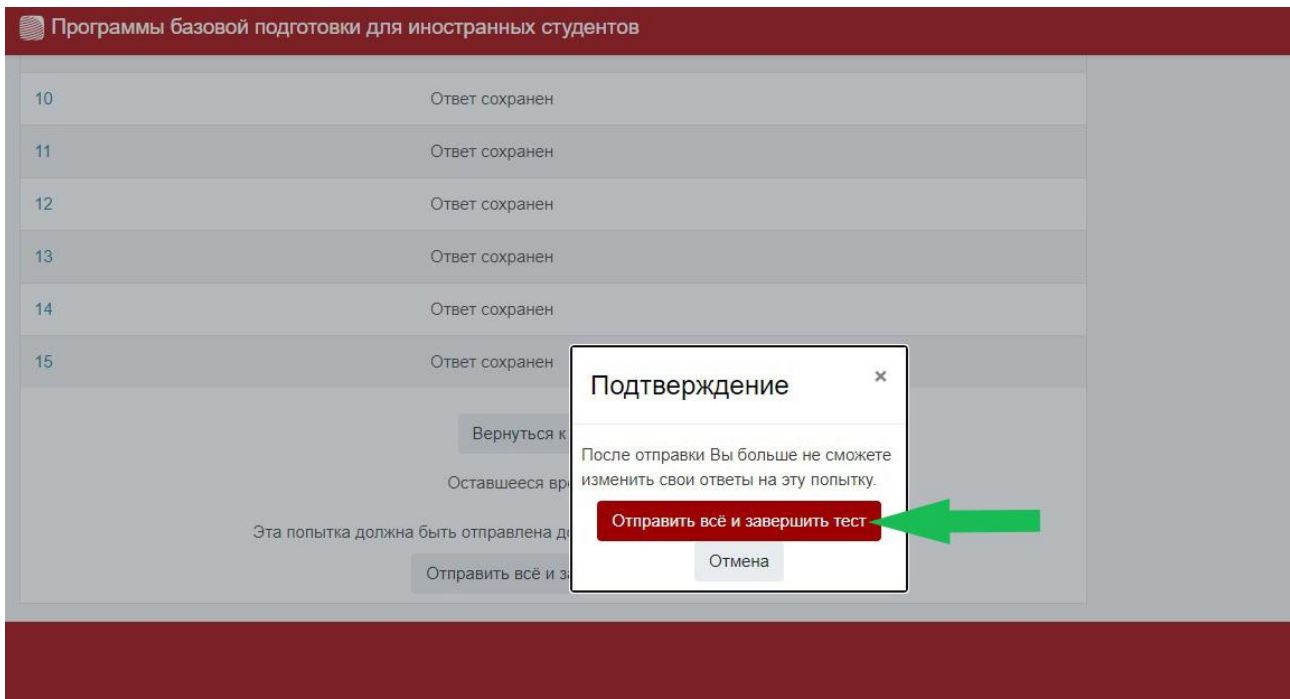 Программы базовой подготовки для иностранных студентов
10 Ответ сохранен
11 Ответ сохранен
12 Ответ сохранен
13 Ответ сохранен
14 Ответ сохранен
15 Ответ сохранен
Подтверждение ×
Вернуться к
После отправки Вы больше не сможете
изменить свои ответы на эту попытку.
Оставшееся
Отправить всё и завершить тест
Эта попытка должна быть отправлена
Отмена
Отправить всё и